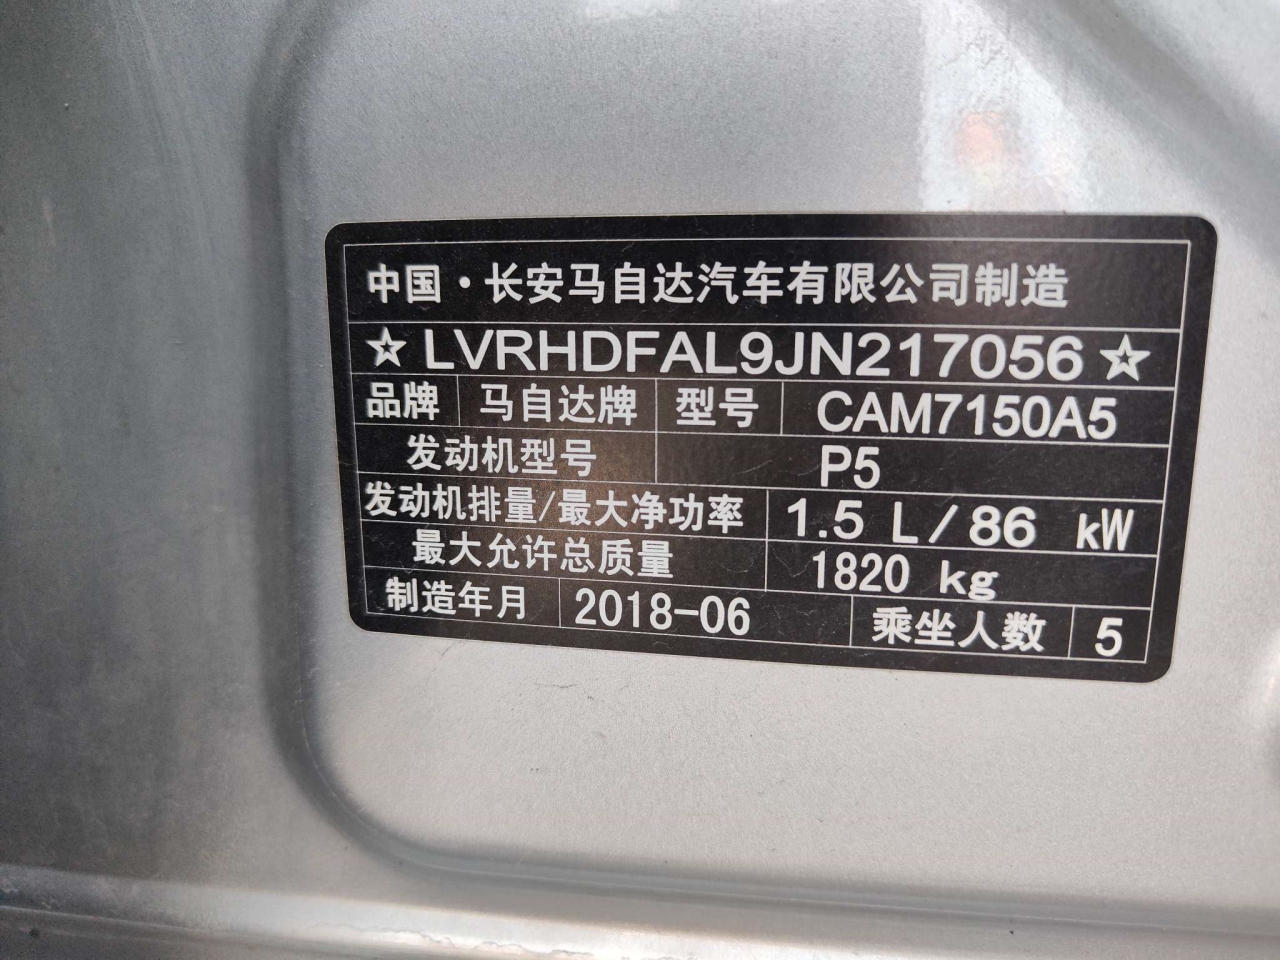 中国·长安马自达汽车有限公司制造
☆LVRHDFAL9JN217056☆
品牌 马自达牌 型号 CAM7150A5
发动机型号 P5
发动机排量/最大净功率 1.5 L/86 kW
最大允许总质量 1820 kg
制造年月 2018-06 乘坐人数 5